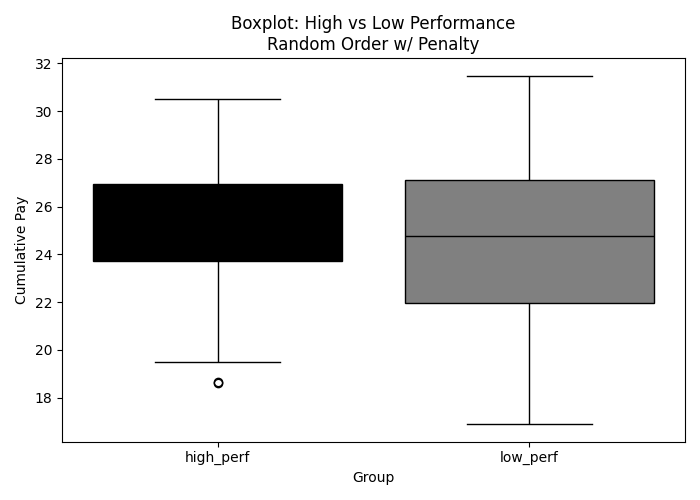 Boxplot: High vs Low Performance
Random Order w/ Penalty
Cumulative Pay
32
30
28
26
24
22
20
18
high_perf
low_perf
Group